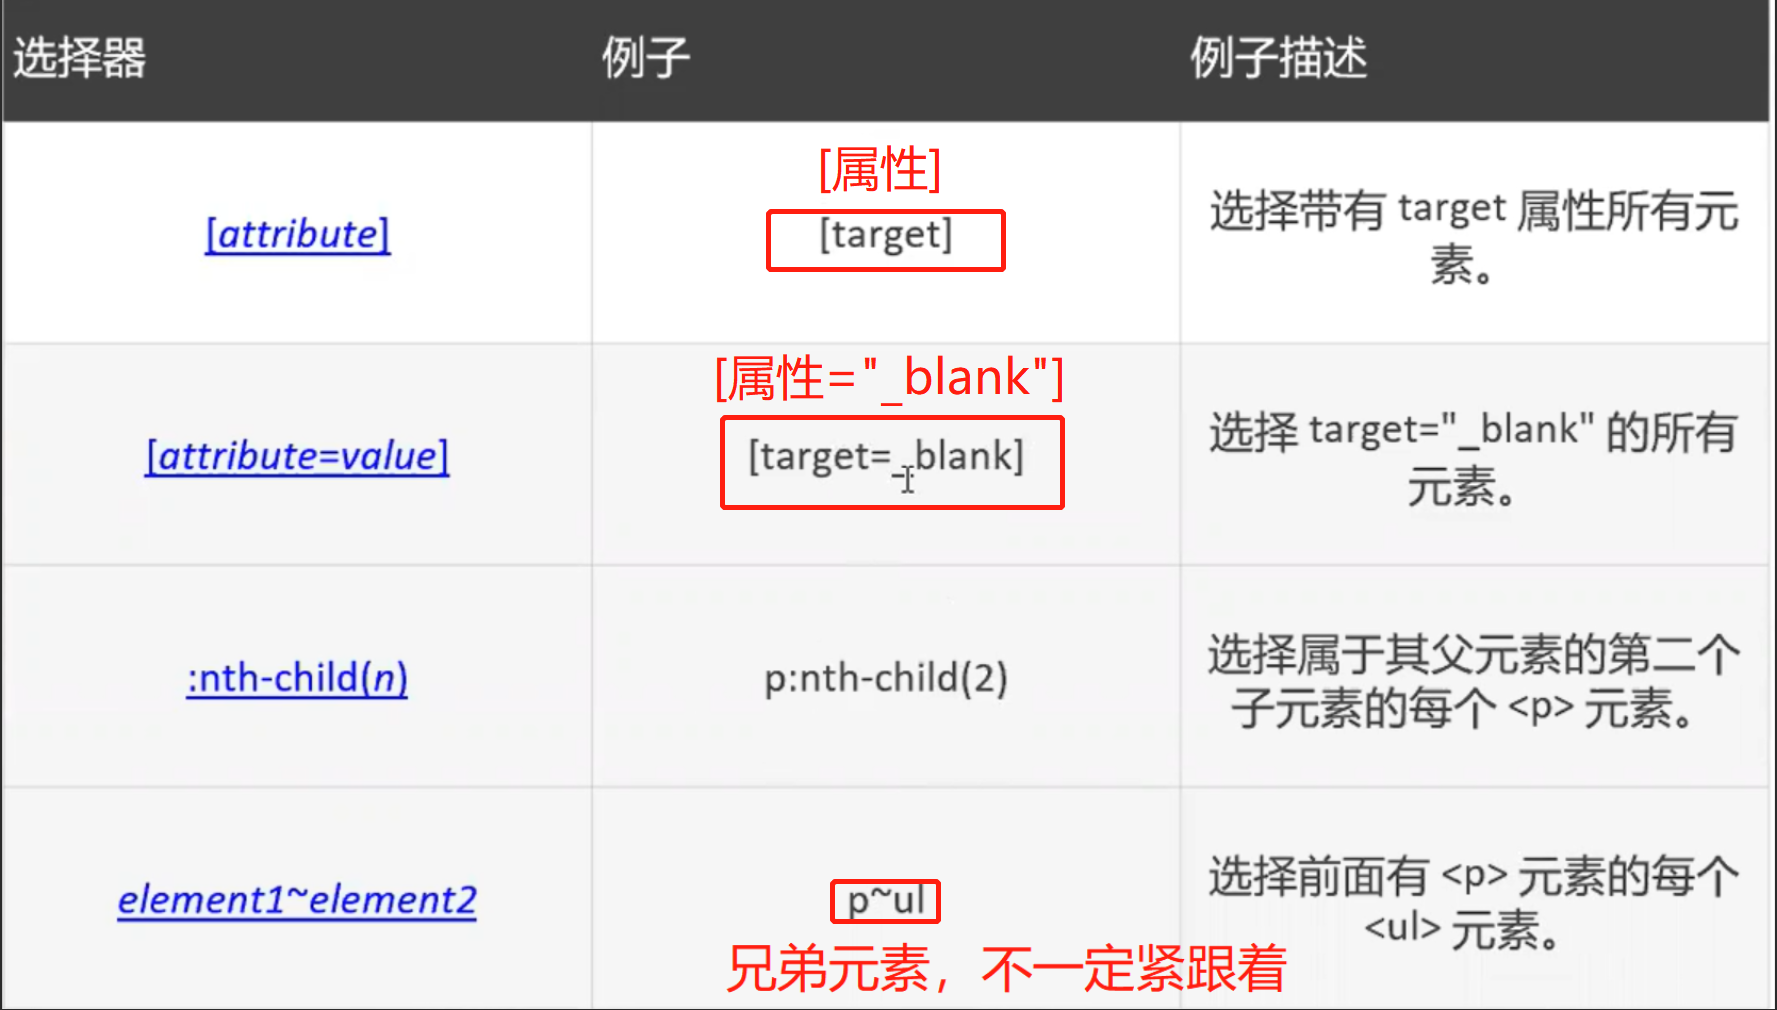 选择器 例子 例子描述
[属性]
[attribute] [target] 选择带有 target 属性所有元
素。
[属性="_blank"]
[attribute=value] [target=_blank] 选择 target="_blank" 的所有
元素。
:nth-child(n) p:nth-child(2) 选择属于其父元素的第二个
子元素的每个 <p> 元素。
element1~element2 p~ul 选择前面有 <p> 元素的每个
<ul> 元素。
兄弟元素，不一定紧跟着